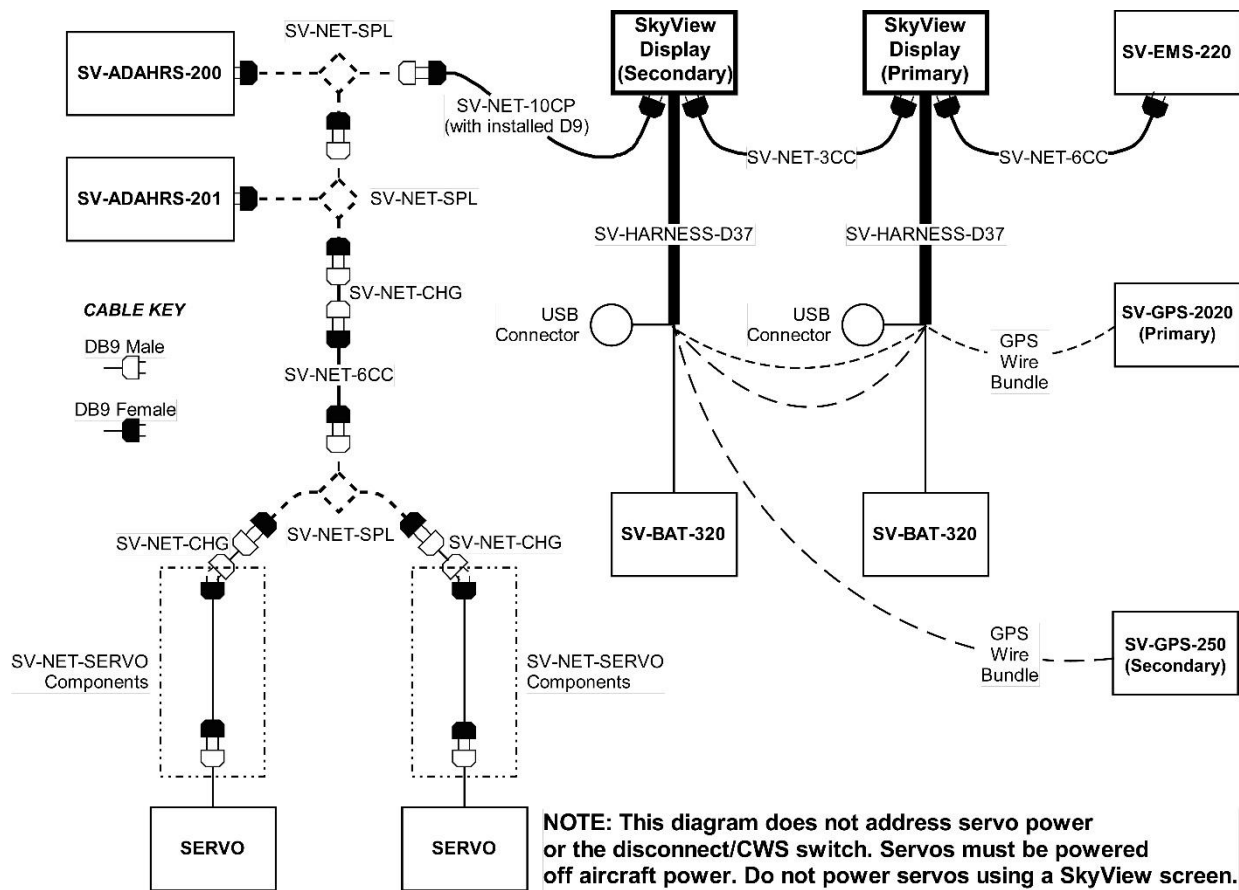 SV-NET-SPL
SkyView
Display
(Secondary)
SkyView
Display
(Primary)
SV-EMS-220
SV-ADAHRS-200
SV-NET-10CP
(with installed D9)
SV-NET-3CC
SV-NET-6CC
SV-ADAHRS-201
SV-NET-SPL
SV-HARNESS-D37
SV-HARNESS-D37
SV-NET-CHG
CABLE KEY
DB9 Male
DB9 Female
USB
Connector
USB
Connector
GPS
Wire
Bundle
SV-GPS-2020
(Primary)
SV-NET-6CC
SV-NET-CHG
SV-NET-SPL
SV-NET-CHG
SV-BAT-320
SV-BAT-320
SV-NET-SERVO
Components
SV-NET-SERVO
Components
GPS
Wire
Bundle
SV-GPS-250
(Secondary)
SERVO
SERVO
NOTE: This diagram does not address servo power
or the disconnect/CWS switch. Servos must be powered
off aircraft power. Do not power servos using a SkyView screen.